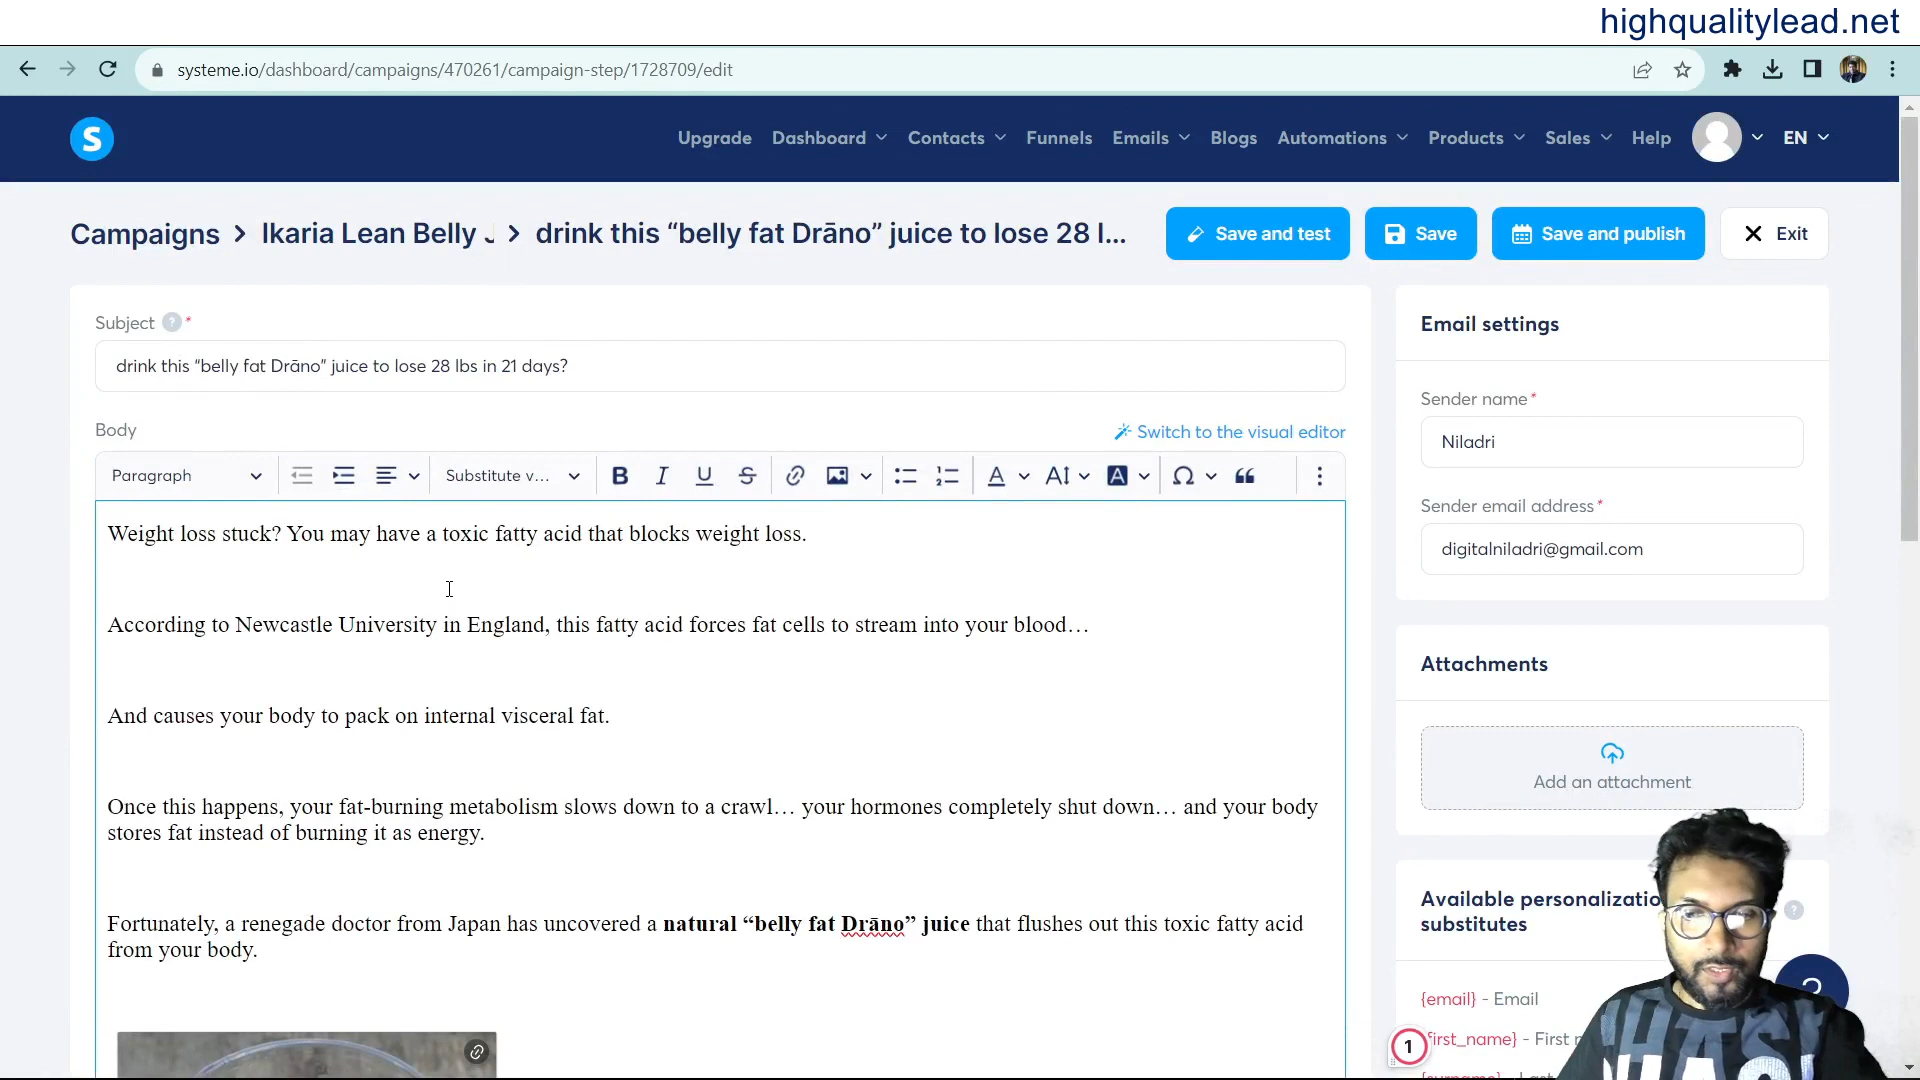 highqualitylead.net
systeme.io/dashboard/campaigns/470261/campaign-step/1728709/edit
S
Upgrade Dashboard Contacts Funnels Emails Blogs Automations Products Sales Help EN
Campaigns > Ikaria Lean Belly J > drink this “belly fat Drāno” juice to lose 28 l...
Save and test
Save
Save and publish
Exit
Subject ? *
drink this “belly fat Drāno” juice to lose 28 lbs in 21 days?
Body
Switch to the visual editor
Paragraph
Substitute v...
B I U S A A A Ω
Weight loss stuck? You may have a toxic fatty acid that blocks weight loss.
According to Newcastle University in England, this fatty acid forces fat cells to stream into your blood…
And causes your body to pack on internal visceral fat.
Once this happens, your fat-burning metabolism slows down to a crawl… your hormones completely shut down… and your body
stores fat instead of burning it as energy.
Fortunately, a renegade doctor from Japan has uncovered a natural “belly fat Drāno” juice that flushes out this toxic fatty acid
from your body.
Email settings
Sender name *
Niladri
Sender email address *
digitalniladri@gmail.com
Attachments
Add an attachment
Available
substitutes ?
{email} - Email
1
- First